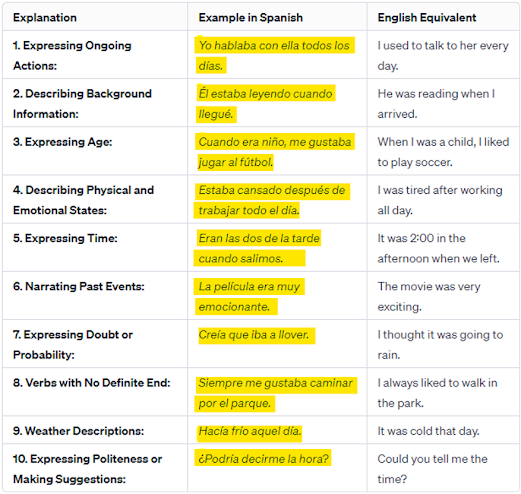 Explanation Example in Spanish English Equivalent
1. Expressing Ongoing Yo hablaba con ella todos los I used to talk to her every
Actions: días. day.
2. Describing Background Él estaba leyendo cuando He was reading when I
Information: llegué. arrived.
3. Expressing Age: Cuando era niño, me gustaba When I was a child, I liked
jugar al fútbol. to play soccer.
4. Describing Physical and Estaba cansado después de I was tired after working
Emotional States: trabajar todo el día. all day.
5. Expressing Time: Eran las dos de la tarde It was 2:00 in the
cuando salimos. afternoon when we left.
6. Narrating Past Events: La película era muy The movie was very
emocionante. exciting.
7. Expressing Doubt or Creía que iba a llover. I thought it was going to
Probability: rain.
8. Verbs with No Definite End: Siempre me gustaba caminar I always liked to walk in
por el parque. the park.
9. Weather Descriptions: Hacía frío aquel día. It was cold that day.
10. Expressing Politeness or ¿Podría decirme la hora? Could you tell me the
Making Suggestions: time?